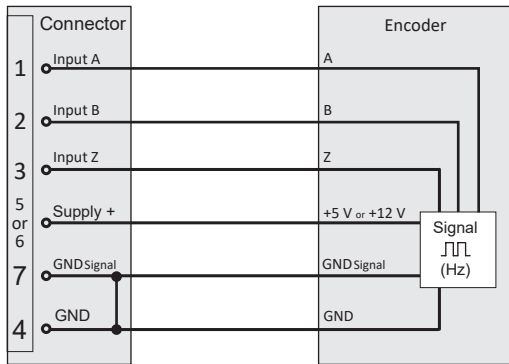 Connector
Encoder
1 Input A A
2 Input B B
3 Input Z Z
5
or
6
Supply + +5 V or +12 V
Signal
(Hz)
7 GND Signal GND Signal
4 GND GND